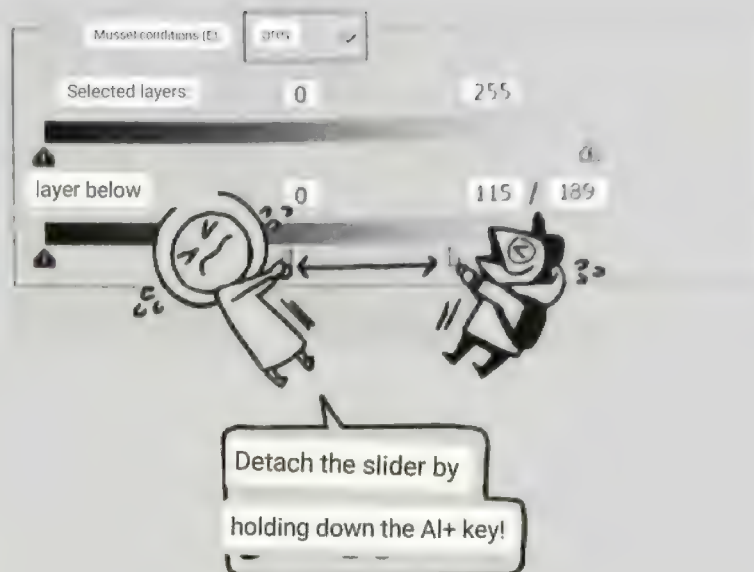 Musset conditions (E)
Selected layers 0 255
layer below 0 115 / 189
Detach the slider by
holding down the Al+ key!